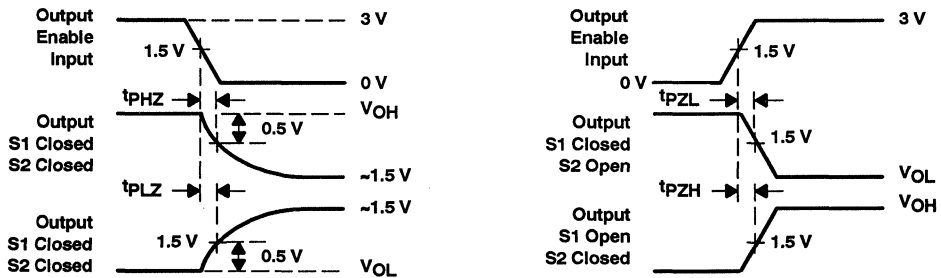 Output
Enable
Input
1.5 V
3 V
0 V
tPHZ
VOH
Output
S1 Closed
S2 Closed
0.5 V
~1.5 V
tPLZ
~1.5 V
Output
S1 Closed
S2 Closed
1.5 V
0.5 V
VOL
Output
Enable
Input
1.5 V
3 V
0 V
tPZL
Output
S1 Closed
S2 Open
1.5 V
VOL
tPZH
VOH
Output
S1 Open
S2 Closed
1.5 V